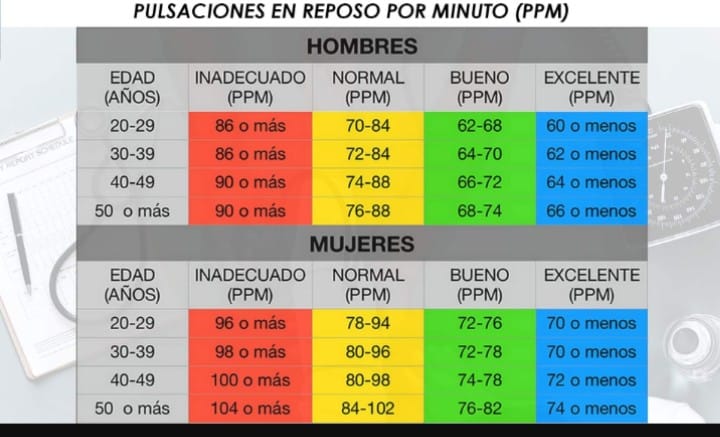 PULSACIONES EN REPOSO POR MINUTO (PPM)
HOMBRES
EDAD (AÑOS) INADECUADO (PPM) NORMAL (PPM) BUENO (PPM) EXCELENTE (PPM)
20-29 86 o más 70-84 62-68 60 o menos
30-39 86 o más 72-84 64-70 62 o menos
40-49 90 o más 74-88 66-72 64 o menos
50 o más 90 o más 76-88 68-74 66 o menos
MUJERES
EDAD (AÑOS) INADECUADO (PPM) NORMAL (PPM) BUENO (PPM) EXCELENTE (PPM)
20-29 96 o más 78-94 72-76 70 o menos
30-39 98 o más 80-96 72-78 70 o menos
40-49 100 o más 80-98 74-78 72 o menos
50 o más 104 o más 84-102 76-82 74 o menos